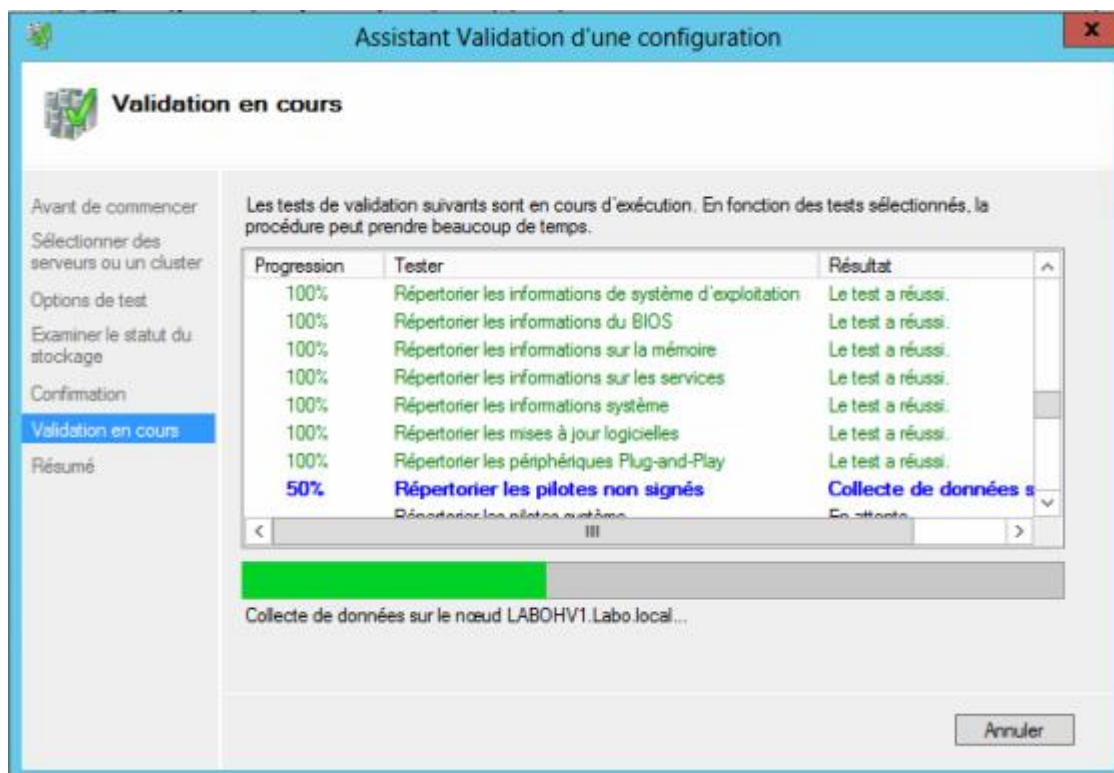 Assistant Validation d'une configuration
x
Validation en cours
Avant de commencer
Sélectionner des
serveurs ou un cluster
Options de test
Examiner le statut du
stockage
Confirmation
Validation en cours
Résumé
Les tests de validation suivants sont en cours d'exécution. En fonction des tests sélectionnés, la
procédure peut prendre beaucoup de temps.
Progression Tester Résultat
100% Répertorier les informations de système d'exploitation Le test a réussi.
100% Répertorier les informations du BIOS Le test a réussi.
100% Répertorier les informations sur la mémoire Le test a réussi.
100% Répertorier les informations sur les services Le test a réussi.
100% Répertorier les informations système Le test a réussi.
100% Répertorier les mises à jour logicielles Le test a réussi.
100% Répertorier les périphériques Plug-and-Play Le test a réussi.
50% Répertorier les pilotes non signés Collecte de données s
Répertorier les pilotes système En attente
Collecte de données sur le nœud LABOHV1.Labo.local...
Annuler